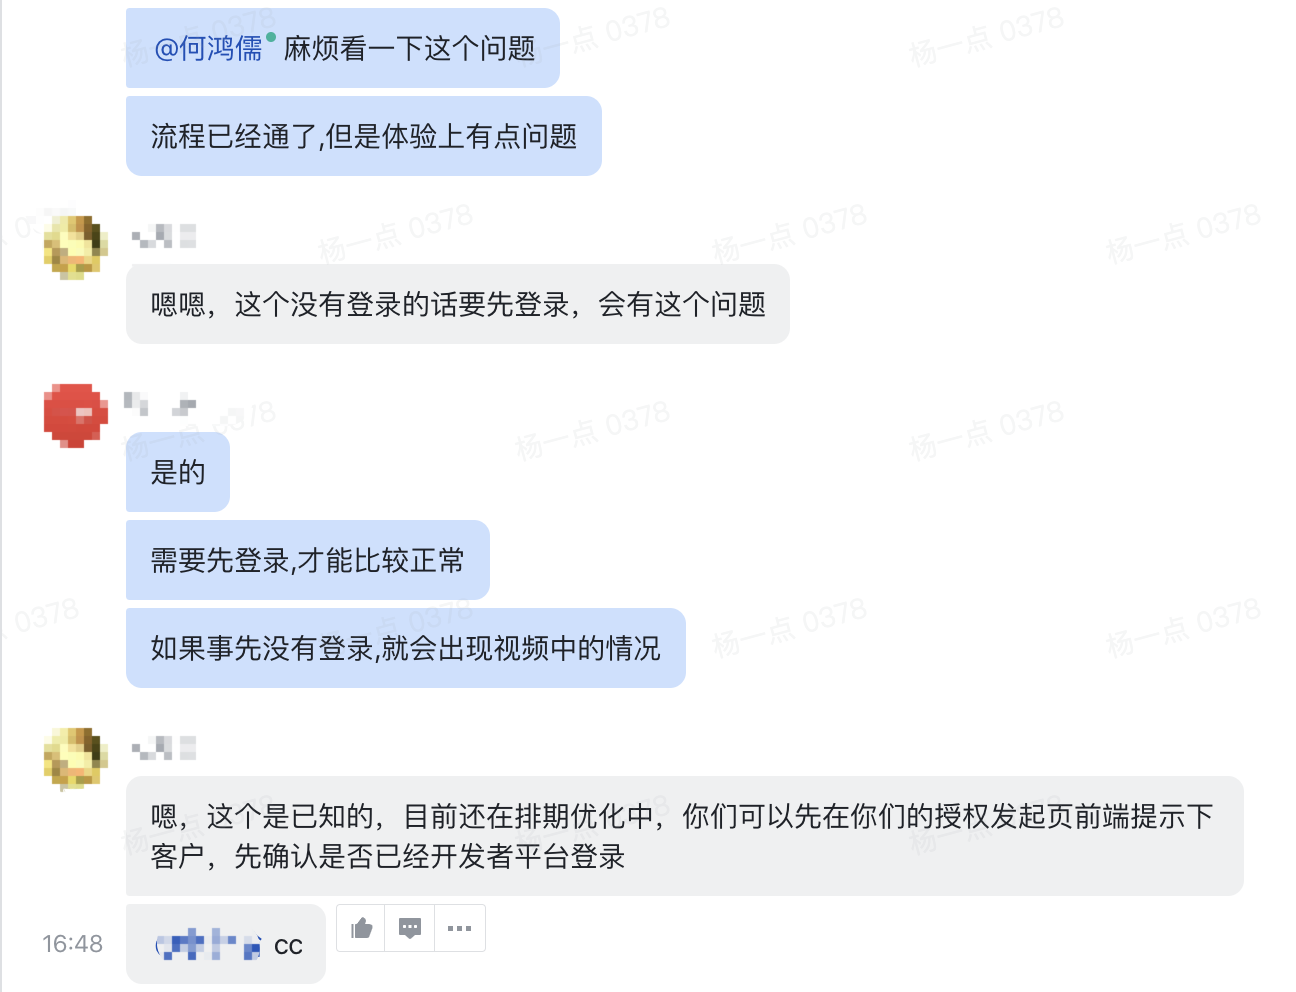 @何鸿儒 麻烦看一下这个问题
流程已经通了,但是体验上有点问题
嗯嗯，这个没有登录的话要先登录，会有这个问题
是的
需要先登录,才能比较正常
如果事先没有登录,就会出现视频中的情况
嗯，这个是已知的，目前还在排期优化中，你们可以先在你们的授权发起页前端提示下
客户，先确认是否已经开发者平台登录
16:48
cc
杨一点 0378